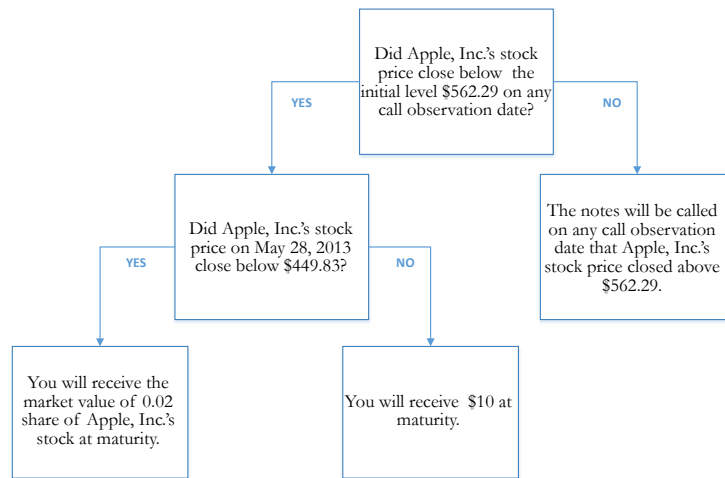 Did Apple, Inc.'s stock
price close below the
initial level $562.29 on any
call observation date?
YES
NO
Did Apple, Inc.'s stock
price on May 28, 2013
close below $449.83?
The notes will be called
on any call observation
date that Apple, Inc.'s
stock price closed above
$562.29.
YES
NO
You will receive the
market value of 0.02
share of Apple, Inc.'s
stock at maturity.
You will receive $10 at
maturity.